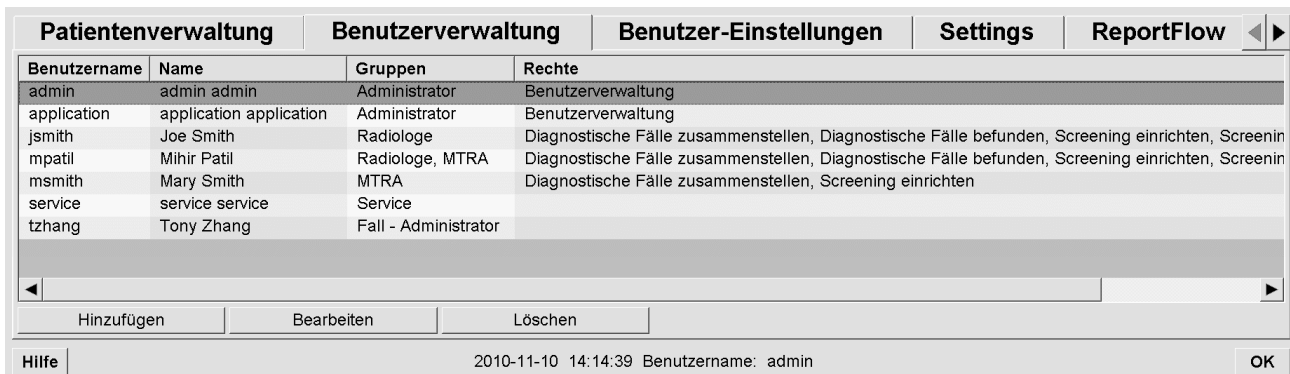 Patientenverwaltung Benutzerverwaltung Benutzer-Einstellungen Settings ReportFlow
Benutzername Name Gruppen Rechte
admin admin admin Administrator Benutzerverwaltung
application application application Administrator Benutzerverwaltung
jsmith Joe Smith Radiologe Diagnostische Fälle zusammenstellen, Diagnostische Fälle befunden, Screening einrichten, Screenin
mpatil Mihir Patil Radiologe, MTRA Diagnostische Fälle zusammenstellen, Diagnostische Fälle befunden, Screening einrichten, Screenin
msmith Mary Smith MTRA Diagnostische Fälle zusammenstellen, Screening einrichten
service service service Service
tzhang Tony Zhang Fall - Administrator
Hinzufügen Bearbeiten Löschen
Hilfe 2010-11-10 14:14:39 Benutzername: admin OK